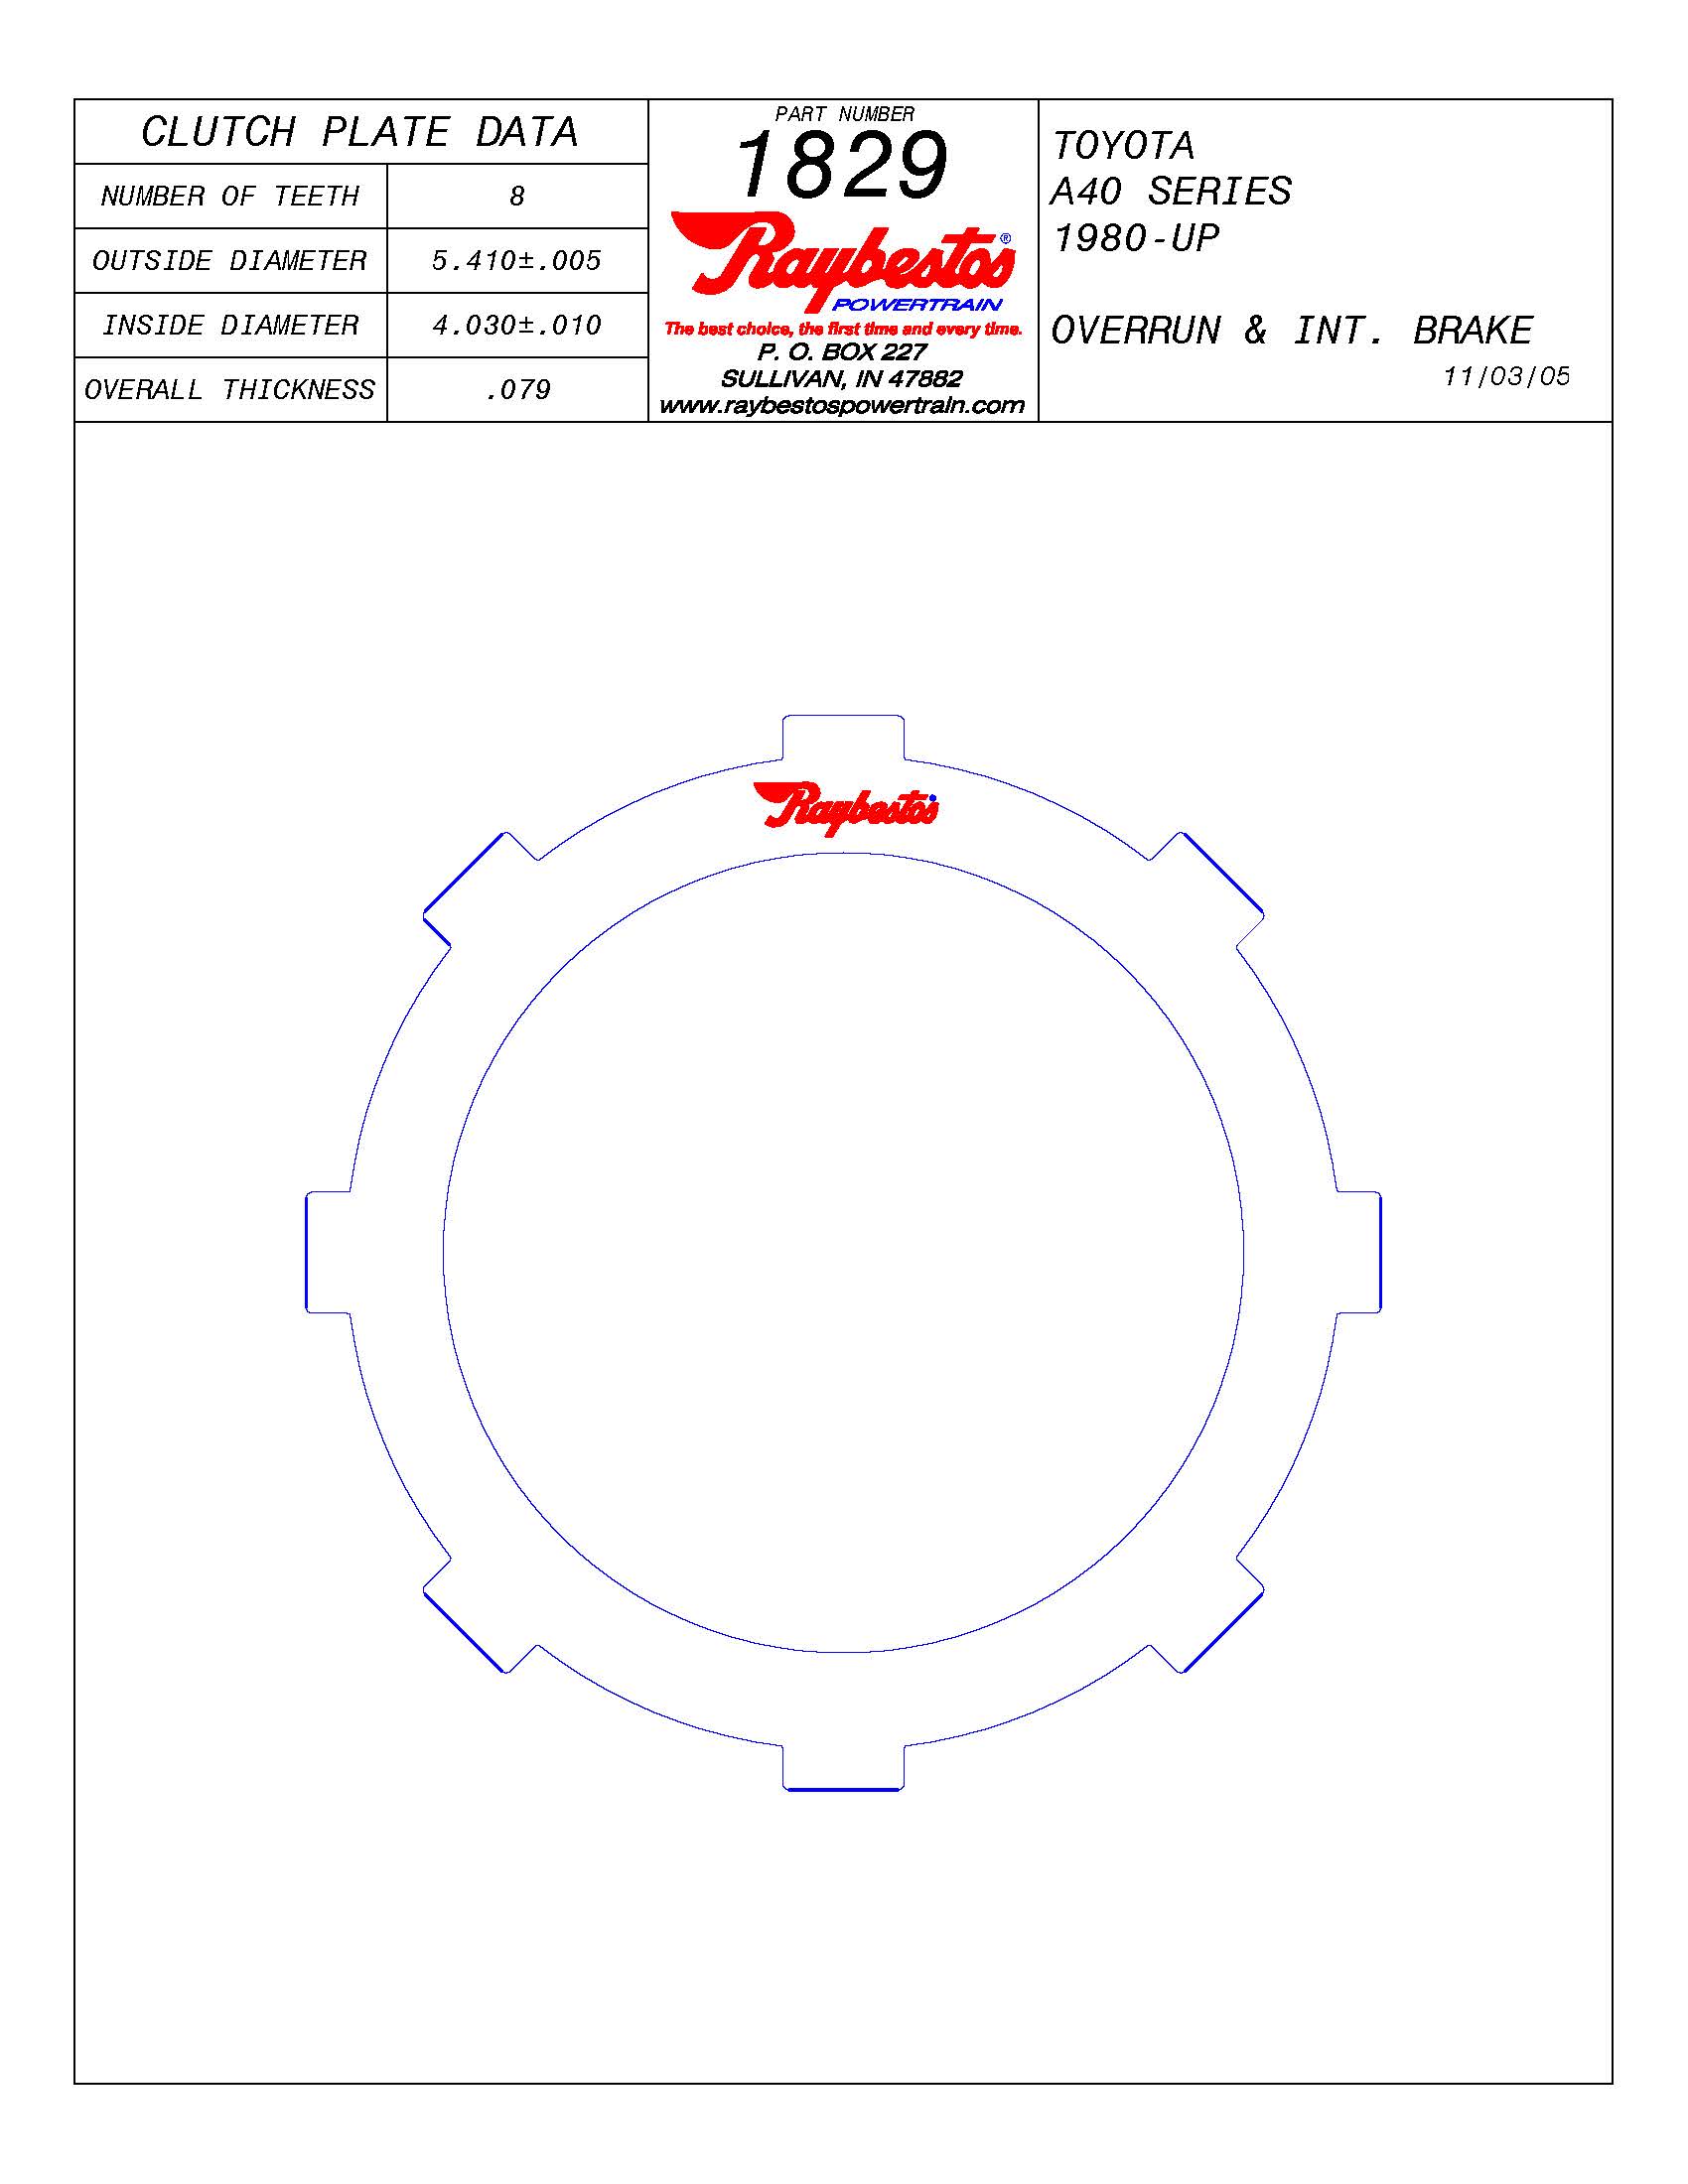 CLUTCH PLATE DATA
NUMBER OF TEETH 8
OUTSIDE DIAMETER 5.410±.005
INSIDE DIAMETER 4.030±.010
OVERALL THICKNESS .079
PART NUMBER
1829
Raybestos®
POWERTRAIN
The best choice, the first time and every time.
P. O. BOX 227
SULLIVAN, IN 47882
www.raybestospowertrain.com
TOYOTA
A40 SERIES
1980-UP
OVERRUN & INT. BRAKE
11/03/05
Raybestos